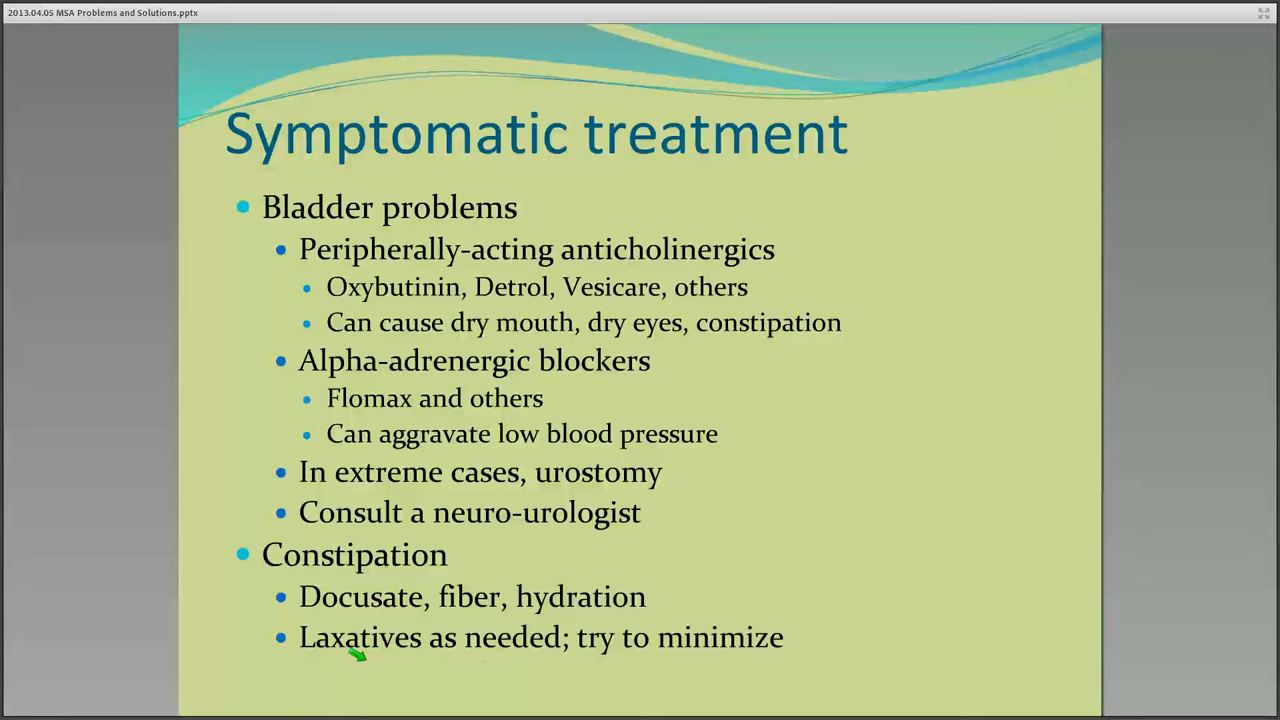 2013.04.05 MSA Problems and Solutions.pptx
Symptomatic treatment
Bladder problems
Peripherally-acting anticholinergics
Oxybutinin, Detrol, Vesicare, others
Can cause dry mouth, dry eyes, constipation
Alpha-adrenergic blockers
Flomax and others
Can aggravate low blood pressure
In extreme cases, urostomy
Consult a neuro-urologist
Constipation
Docusate, fiber, hydration
Laxatives as needed; try to minimize